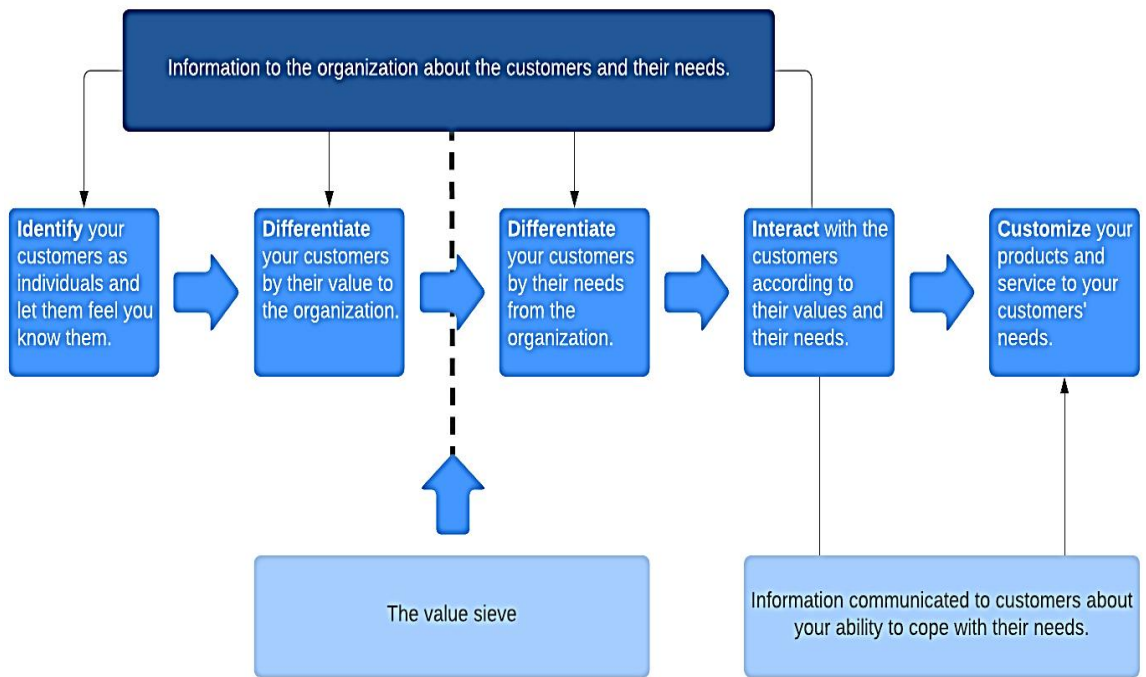 Information to the organization about the customers and their needs.
Identify your
customers as
individuals and
let them feel you
know them.
Differentiate
your customers
by their value to
the organization.
Differentiate
your customers
by their needs
from the
organization.
Interact with the
customers
according to
their values and
their needs.
Customize your
products and
service to your
customers'
needs.
The value sieve
Information communicated to customers about
your ability to cope with their needs.